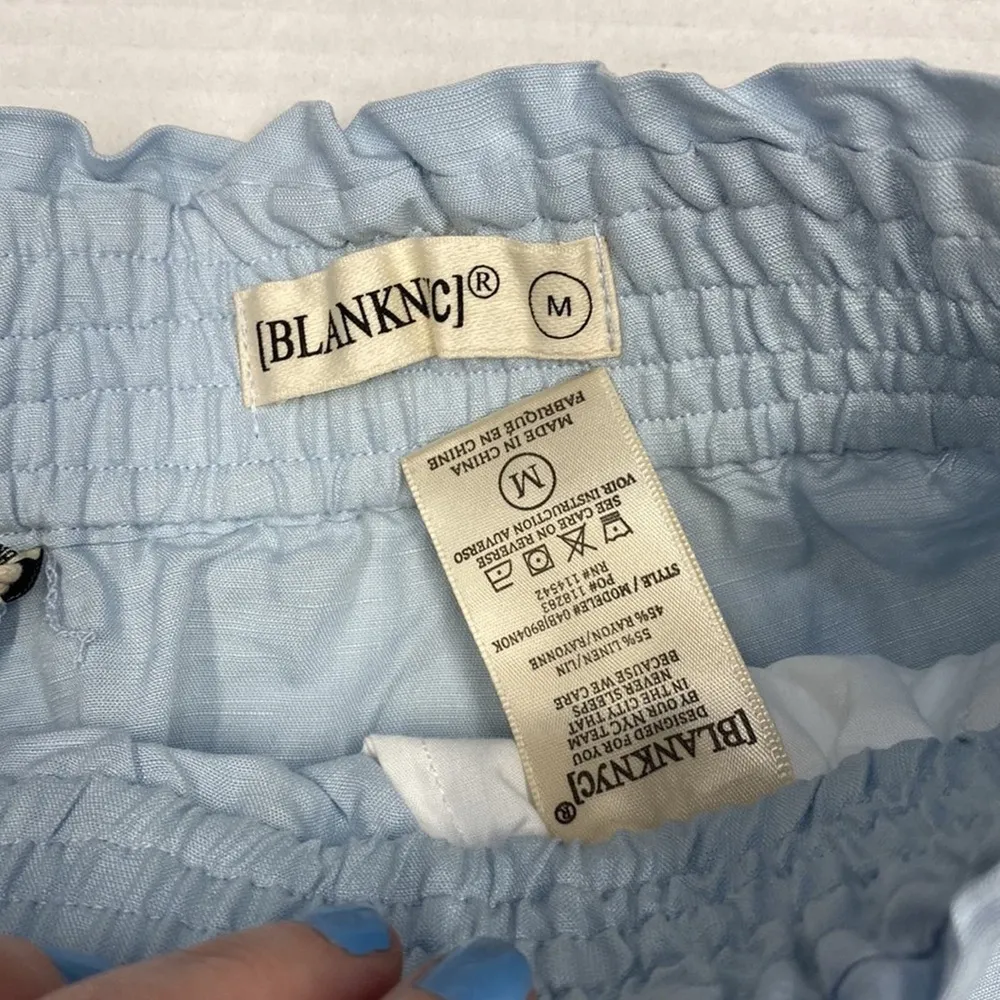 [BLANKNYC]®
M
[BLANKNYC]®
DESIGNED FOR YOU
BY OUR NYC TEAM
IN THE CITY THAT
NEVER SLEEPS
BECAUSE WE CARE
55% LINEN/LIN
45% RAYON/RAYONNE
STYLE / MODELE# 04BJ8904NOK
PO# 118283
RN# 114542
SEE CARE ON REVERSE
VOIR INSTRUCTION AUVERSO
M
MADE IN CHINA
FABRIQUÉ EN CHINE